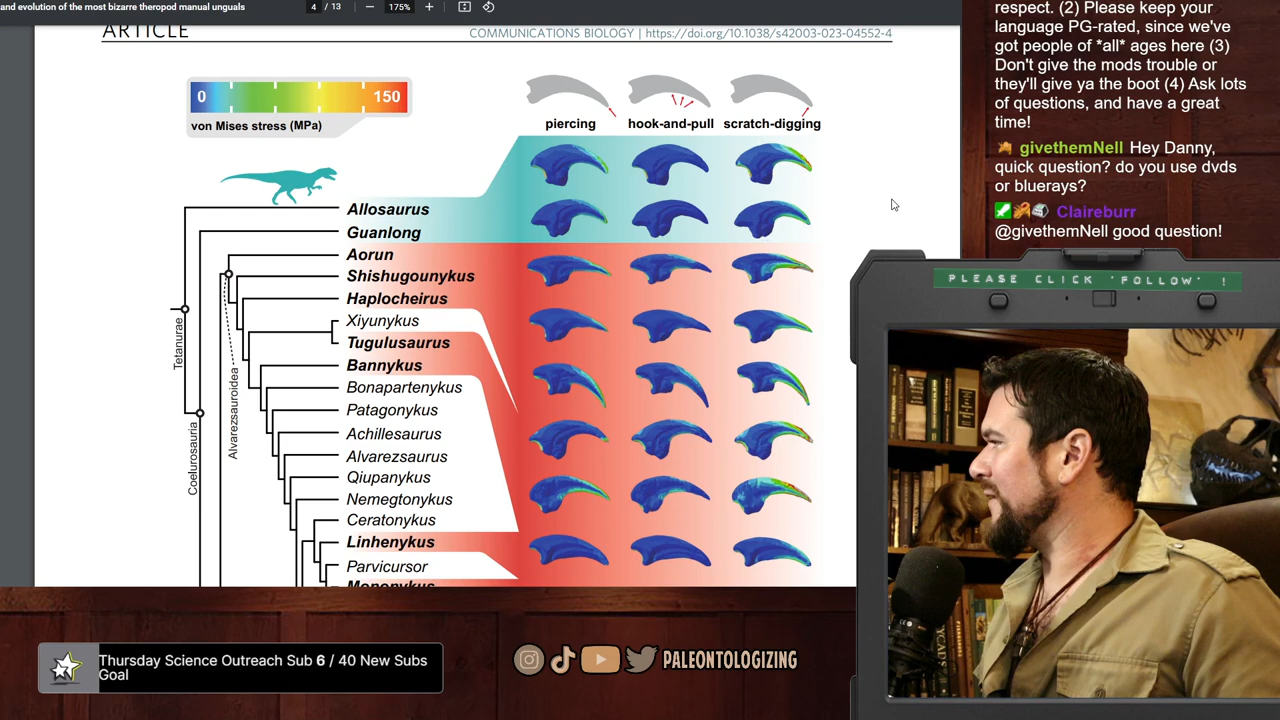 and evolution of the most bizarre theropod manual unguals
4 / 13
175%
ARTICLE
COMMUNICATIONS BIOLOGY | https://doi.org/10.1038/s42003-023-04552-4
0
150
von Mises stress (MPa)
piercing
hook-and-pull
scratch-digging
Allosaurus
Guanlong
Aorun
Shishugounykus
Haplocheirus
Xiyunykus
Tugulusaurus
Bannykus
Bonapartenykus
Patagonykus
Achillesaurus
Alvarezsaurus
Qiupanykus
Nemegtonykus
Ceratonykus
Linhenykus
Parvicursor
Mononykus
Tetanurae
Coelurosauria
Alvarezsauroidea
respect. (2) Please keep your
language PG-rated, since we've
got people of *all* ages here (3)
Don't give the mods trouble or
they'll give ya the boot (4) Ask lots
of questions, and have a great
time!
givethemNell Hey Danny,
quick question? do you use dvds
or bluerays?
Claireburr
@givethemNell good question!
PLEASE CLICK 'FOLLOW' !
Thursday Science Outreach Sub 6 / 40 New Subs
Goal
PALEONTOLOGIZING